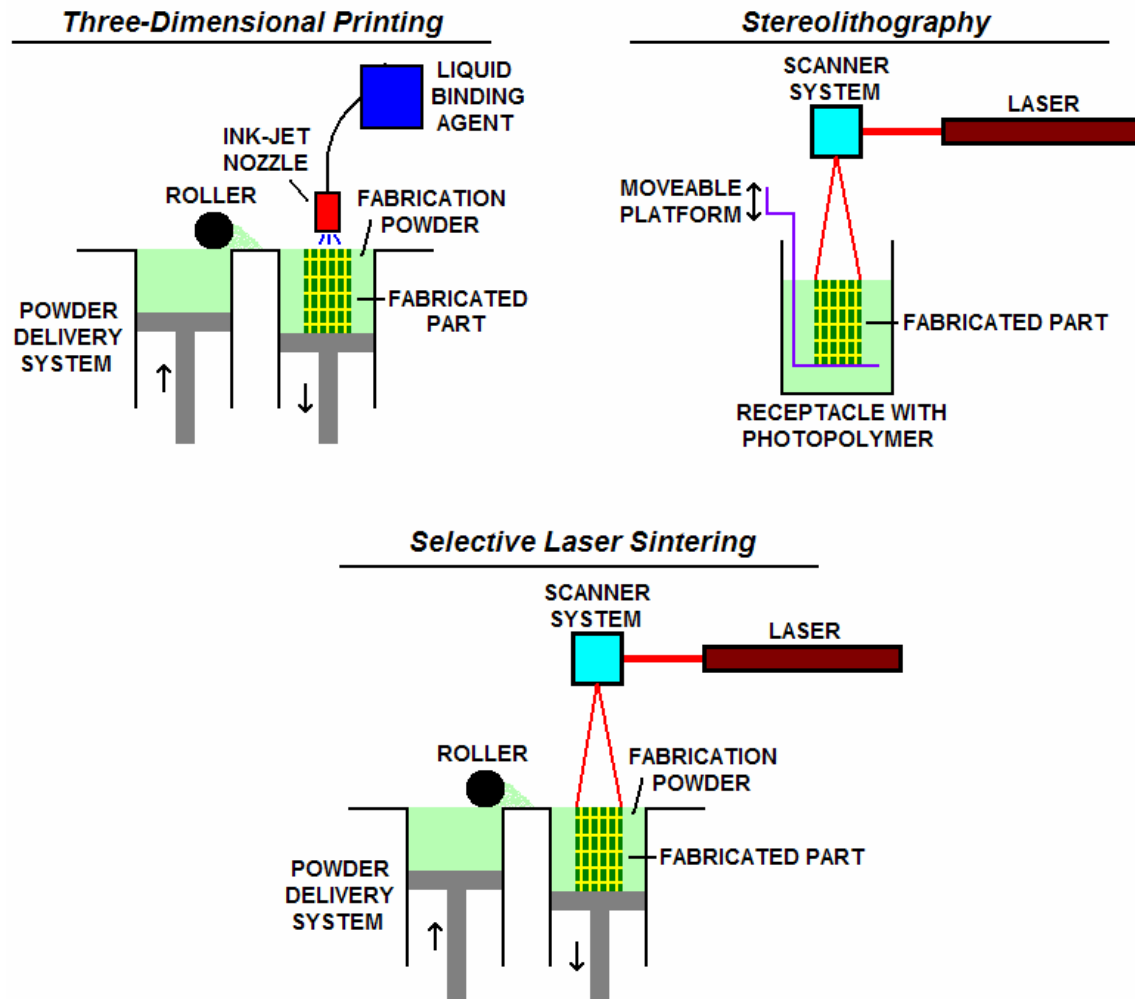 Three-Dimensional Printing
LIQUID
BINDING
AGENT
INK-JET
NOZZLE
ROLLER
FABRICATION
POWDER
FABRICATED
PART
POWDER
DELIVERY
SYSTEM
Stereolithography
SCANNER
SYSTEM
LASER
MOVEABLE
PLATFORM
FABRICATED PART
RECEPTACLE WITH
PHOTOPOLYMER
Selective Laser Sintering
SCANNER
SYSTEM
LASER
ROLLER
FABRICATION
POWDER
FABRICATED PART
POWDER
DELIVERY
SYSTEM